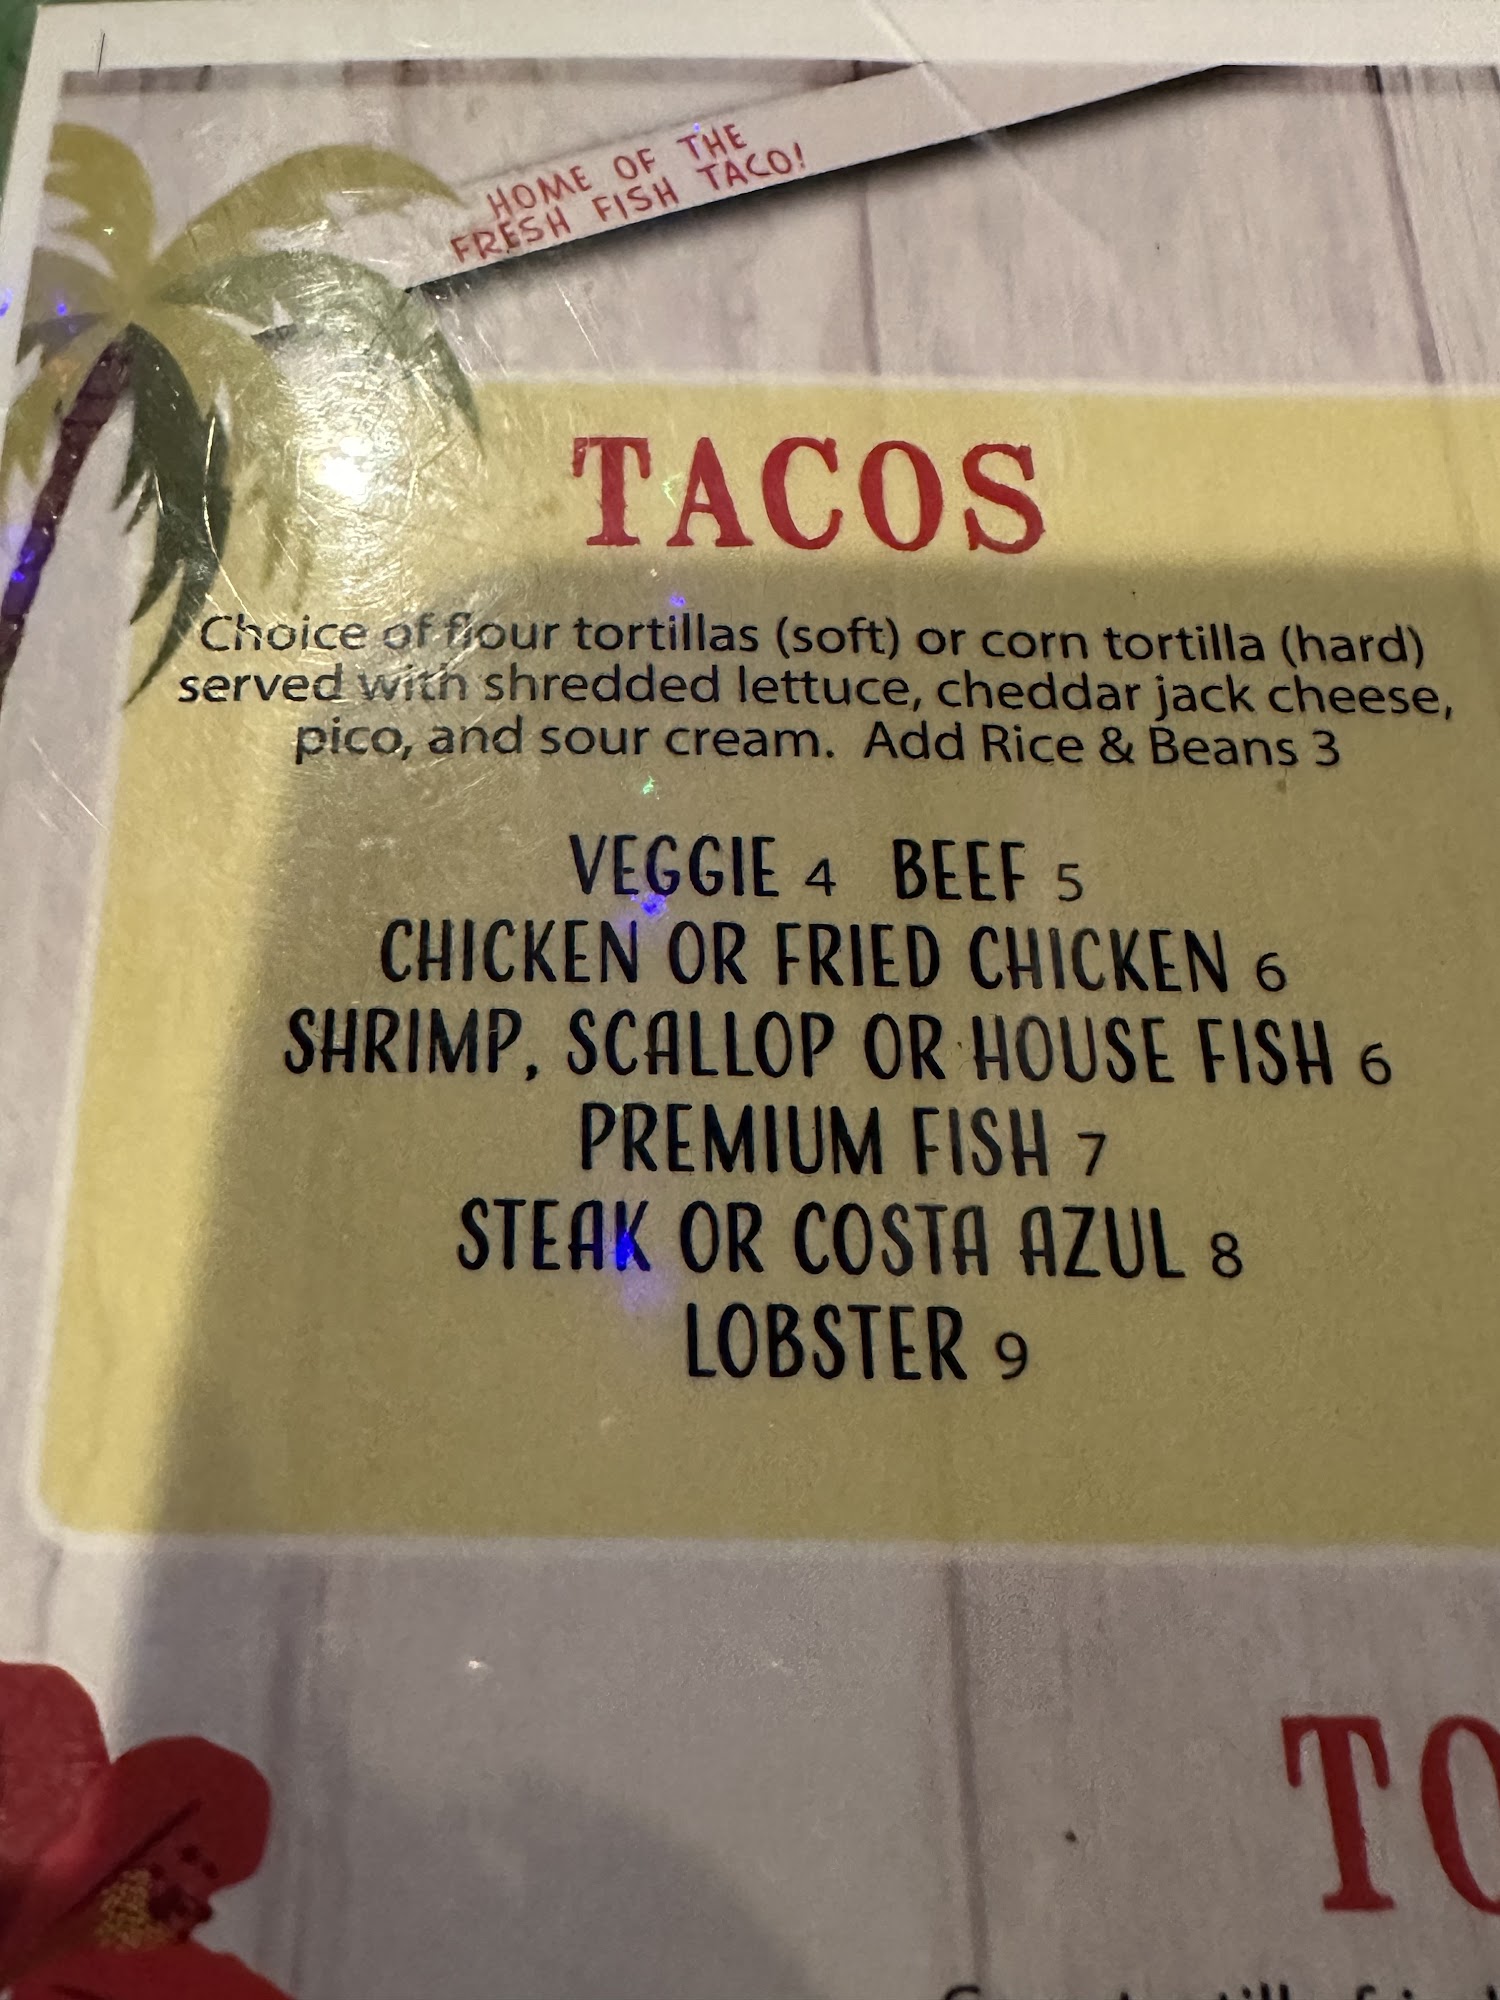 HOME OF THE
FRESH FISH TACO!
TACOS
Choice of flour tortillas (soft) or corn tortilla (hard)
served with shredded lettuce, cheddar jack cheese,
pico, and sour cream. Add Rice & Beans 3
VEGGIE 4 BEEF 5
CHICKEN OR FRIED CHICKEN 6
SHRIMP, SCALLOP OR HOUSE FISH 6
PREMIUM FISH 7
STEAK OR COSTA AZUL 8
LOBSTER 9